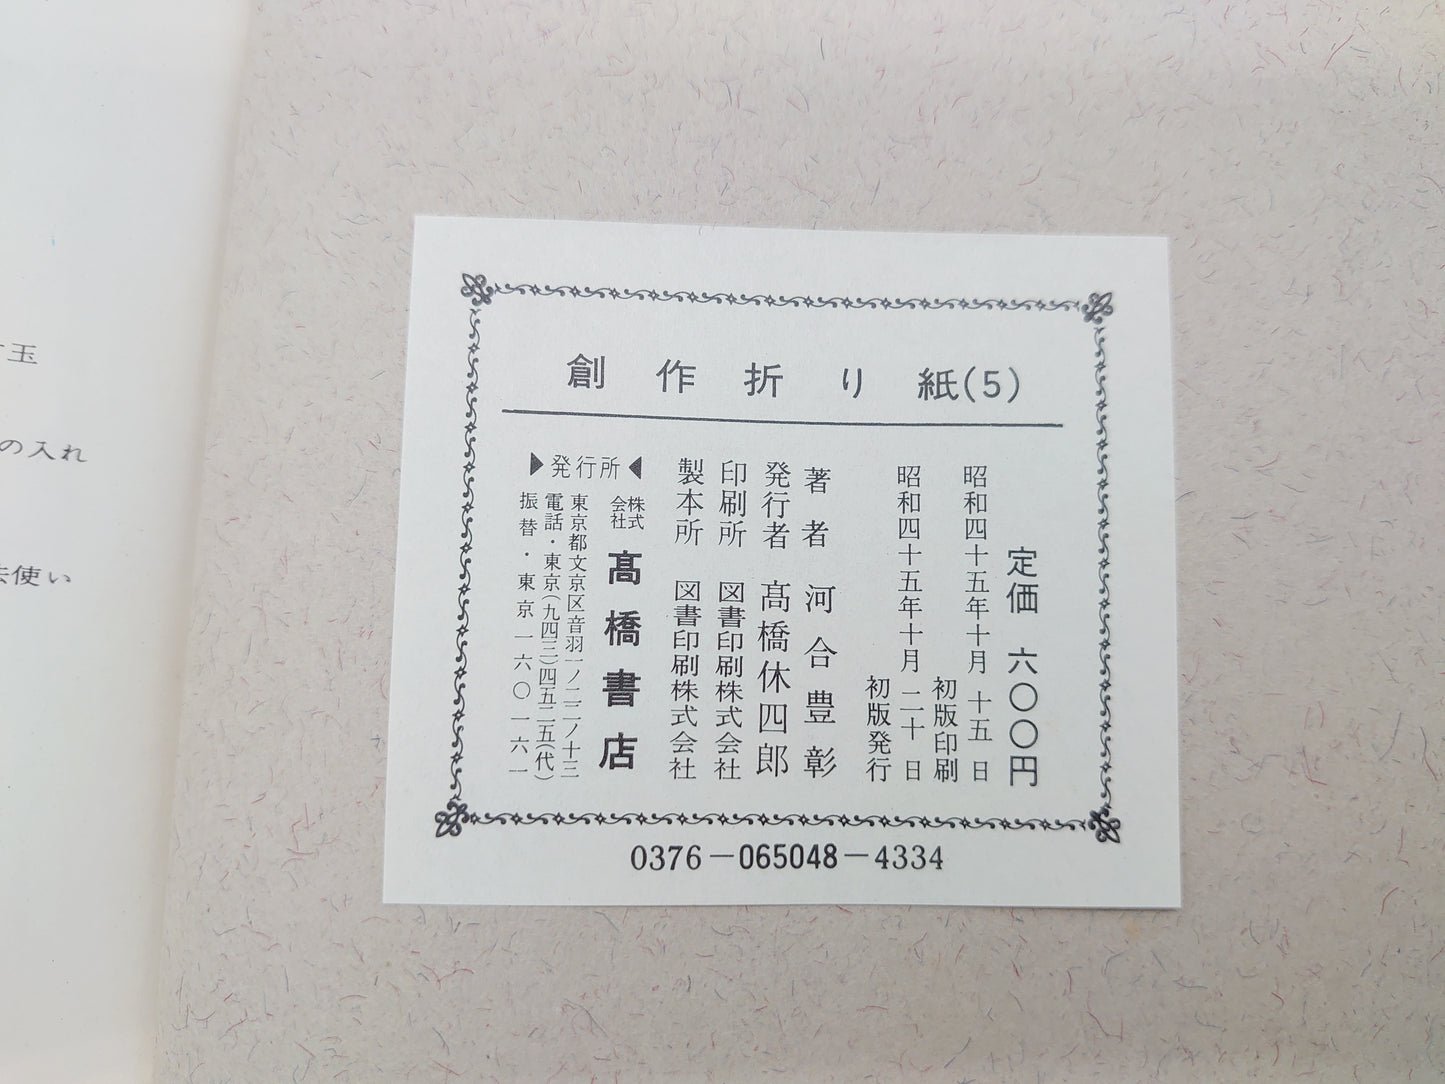 創作折り紙(5)
定価 六〇〇円
昭和四十五年十月 十五 日
初版印刷
昭和四十五年十月 二十 日
初版発行
著者 河合豊彰
発行者 髙橋休四郎
印刷所 図書印刷株式会社
製本所 図書印刷株式会社
▶発行所◀
株式会社 髙橋書店
東京都文京区音羽一ノ二二ノ十三
電話・東京(九四三)四五二五(代)
振替・東京一六〇一六一
0376-065048-4334
玉
の入れ
使い